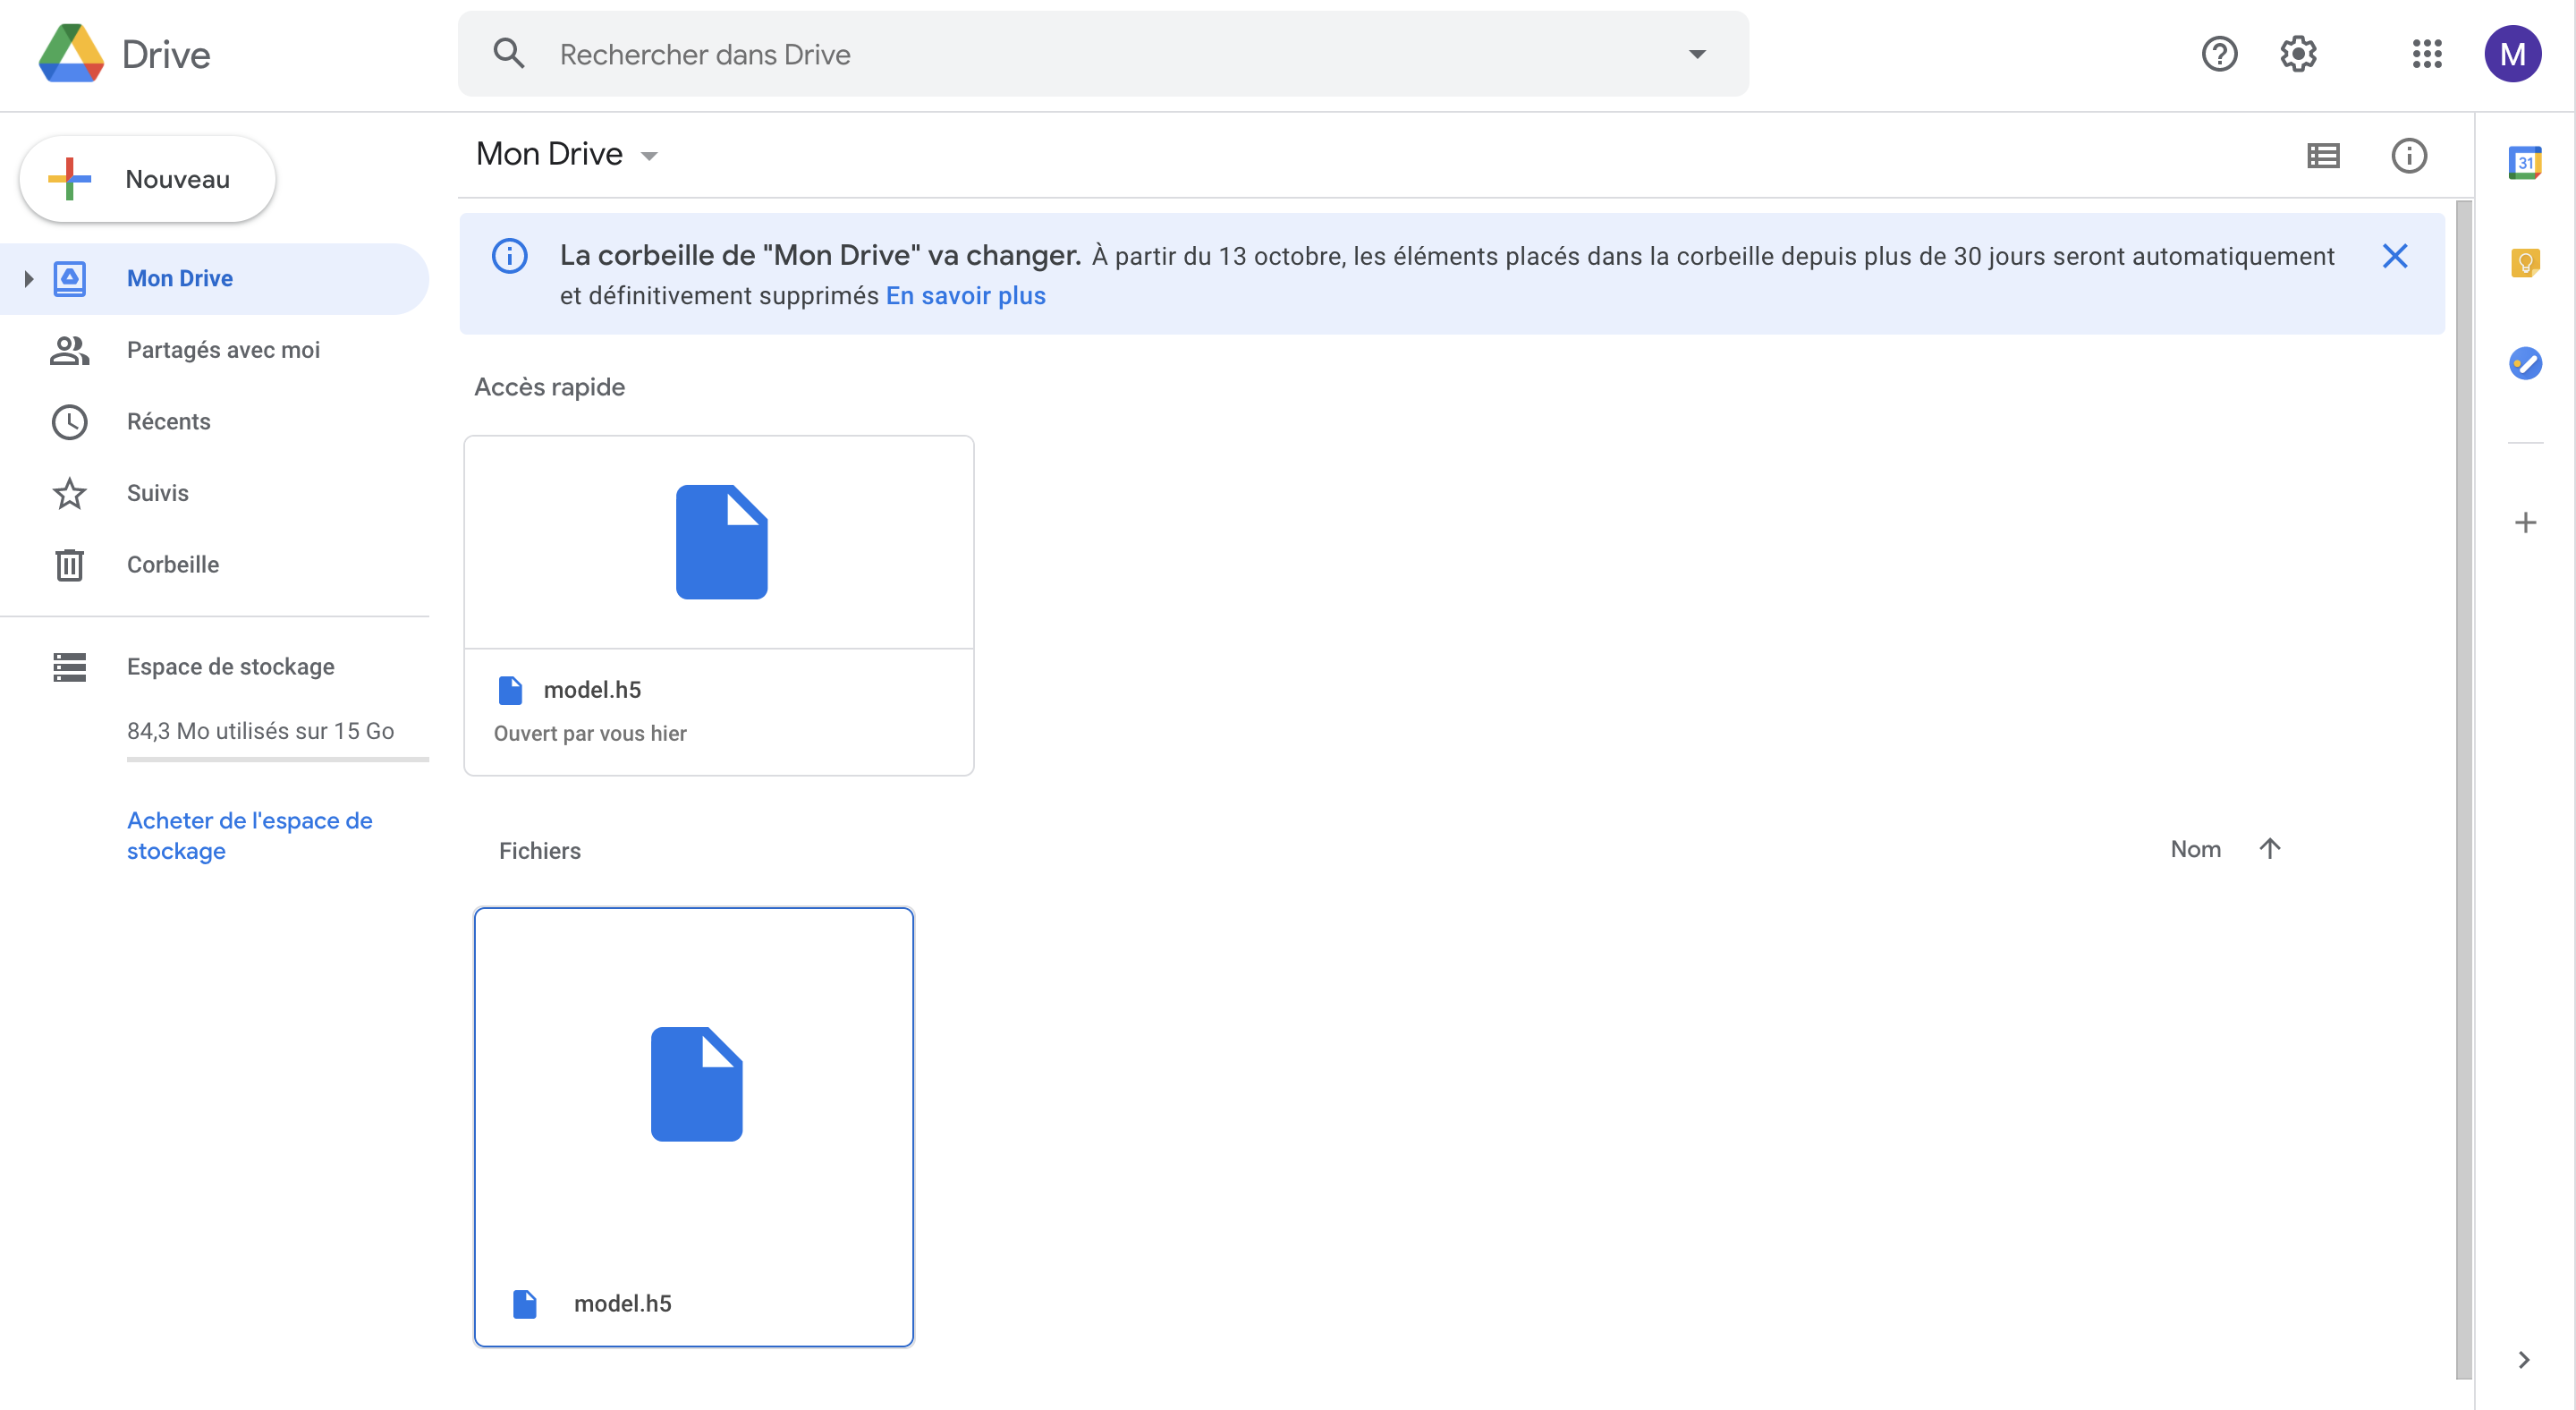 Drive
Rechercher dans Drive
M
Nouveau
Mon Drive
Partagés avec moi
Récents
Suivis
Corbeille
Espace de stockage
84,3 Mo utilisés sur 15 Go
Acheter de l'espace de
stockage
Mon Drive
La corbeille de "Mon Drive" va changer. À partir du 13 octobre, les éléments placés dans la corbeille depuis plus de 30 jours seront automatiquement
et définitivement supprimés En savoir plus
Accès rapide
model.h5
Ouvert par vous hier
Fichiers
Nom
model.h5
31